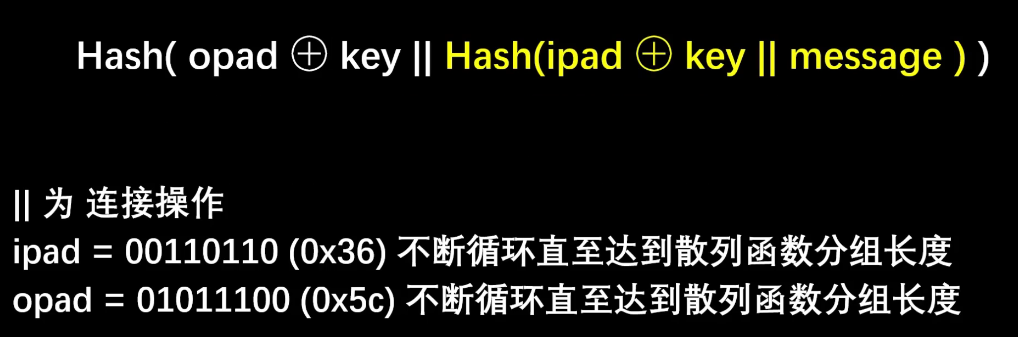 Hash( opad ⊕ key || Hash(ipad ⊕ key || message ) )
|| 为 连接操作
ipad = 00110110 (0x36) 不断循环直至达到散列函数分组长度
opad = 01011100 (0x5c) 不断循环直至达到散列函数分组长度